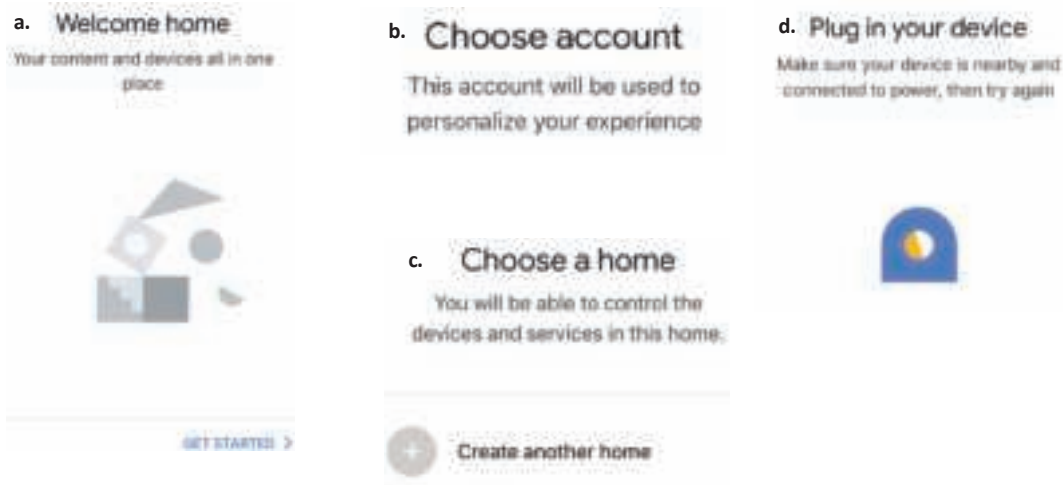 a. Welcome home
Your content and devices all in one
place
GET STARTED >
b. Choose account
This account will be used to
personalize your experience
c. Choose a home
You will be able to control the
devices and services in this home.
Create another home
d. Plug in your device
Make sure your device is nearby and
connected to power, then try again